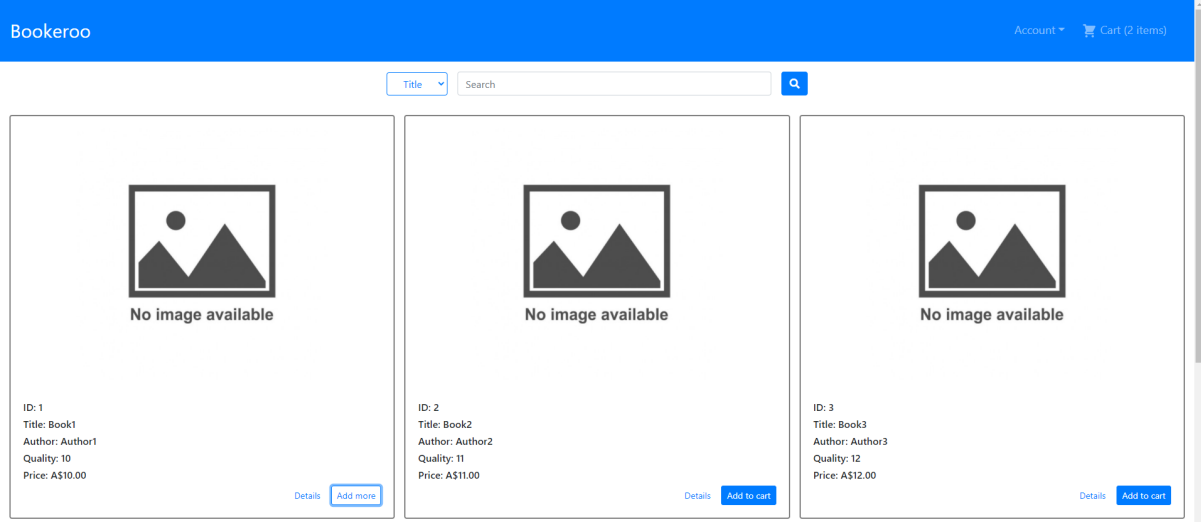 Bookeroo
Account
Cart (2 items)
Title
Search
No image available
ID: 1
Title: Book1
Author: Author1
Quality: 10
Price: A$10.00
Details
Add more
No image available
ID: 2
Title: Book2
Author: Author2
Quality: 11
Price: A$11.00
Details
Add to cart
No image available
ID: 3
Title: Book3
Author: Author3
Quality: 12
Price: A$12.00
Details
Add to cart